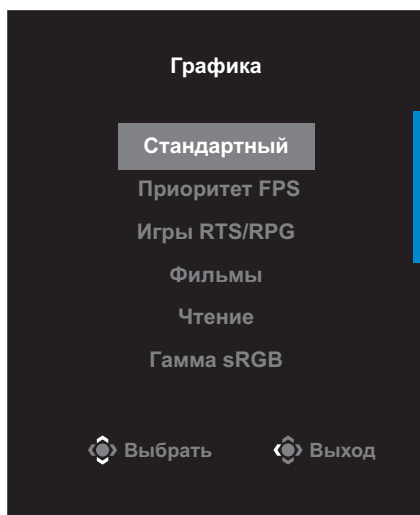 Графика
Стандартный
Приоритет FPS
Игры RTS/RPG
Фильмы
Чтение
Гамма sRGB
Выбрать Выход